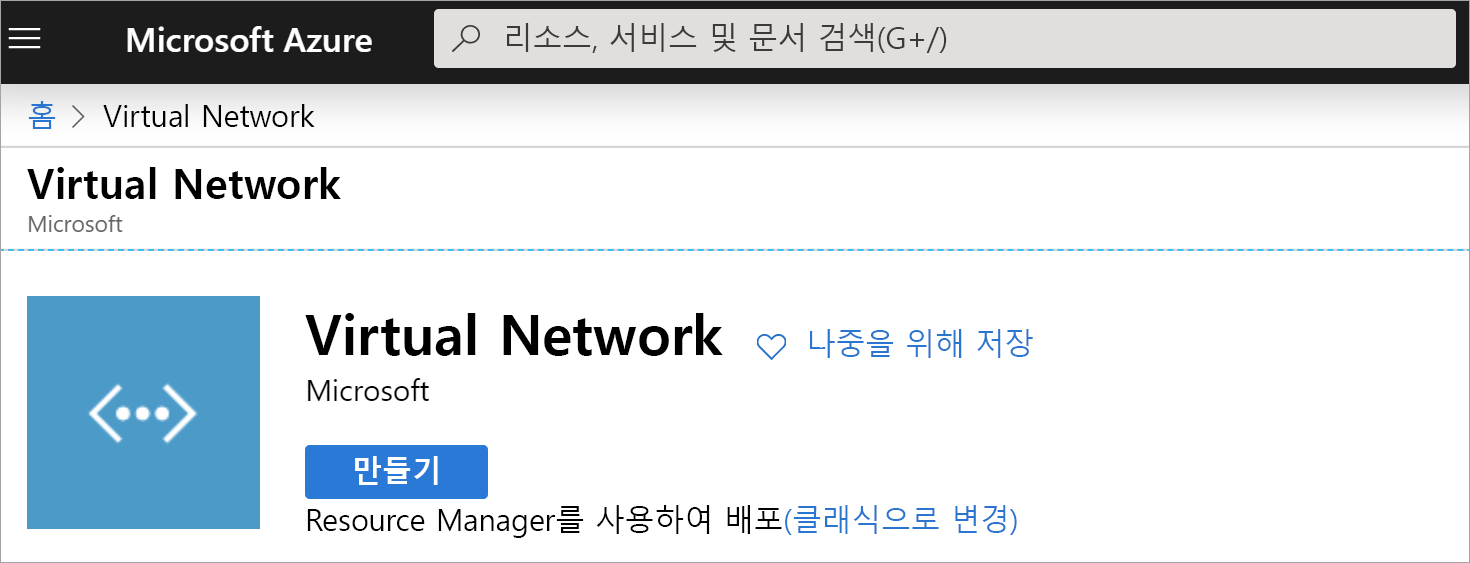 Microsoft Azure
리소스, 서비스 및 문서 검색(G+/)
홈 > Virtual Network
Virtual Network
Microsoft
Virtual Network
나중을 위해 저장
Microsoft
만들기
Resource Manager를 사용하여 배포(클래식으로 변경)